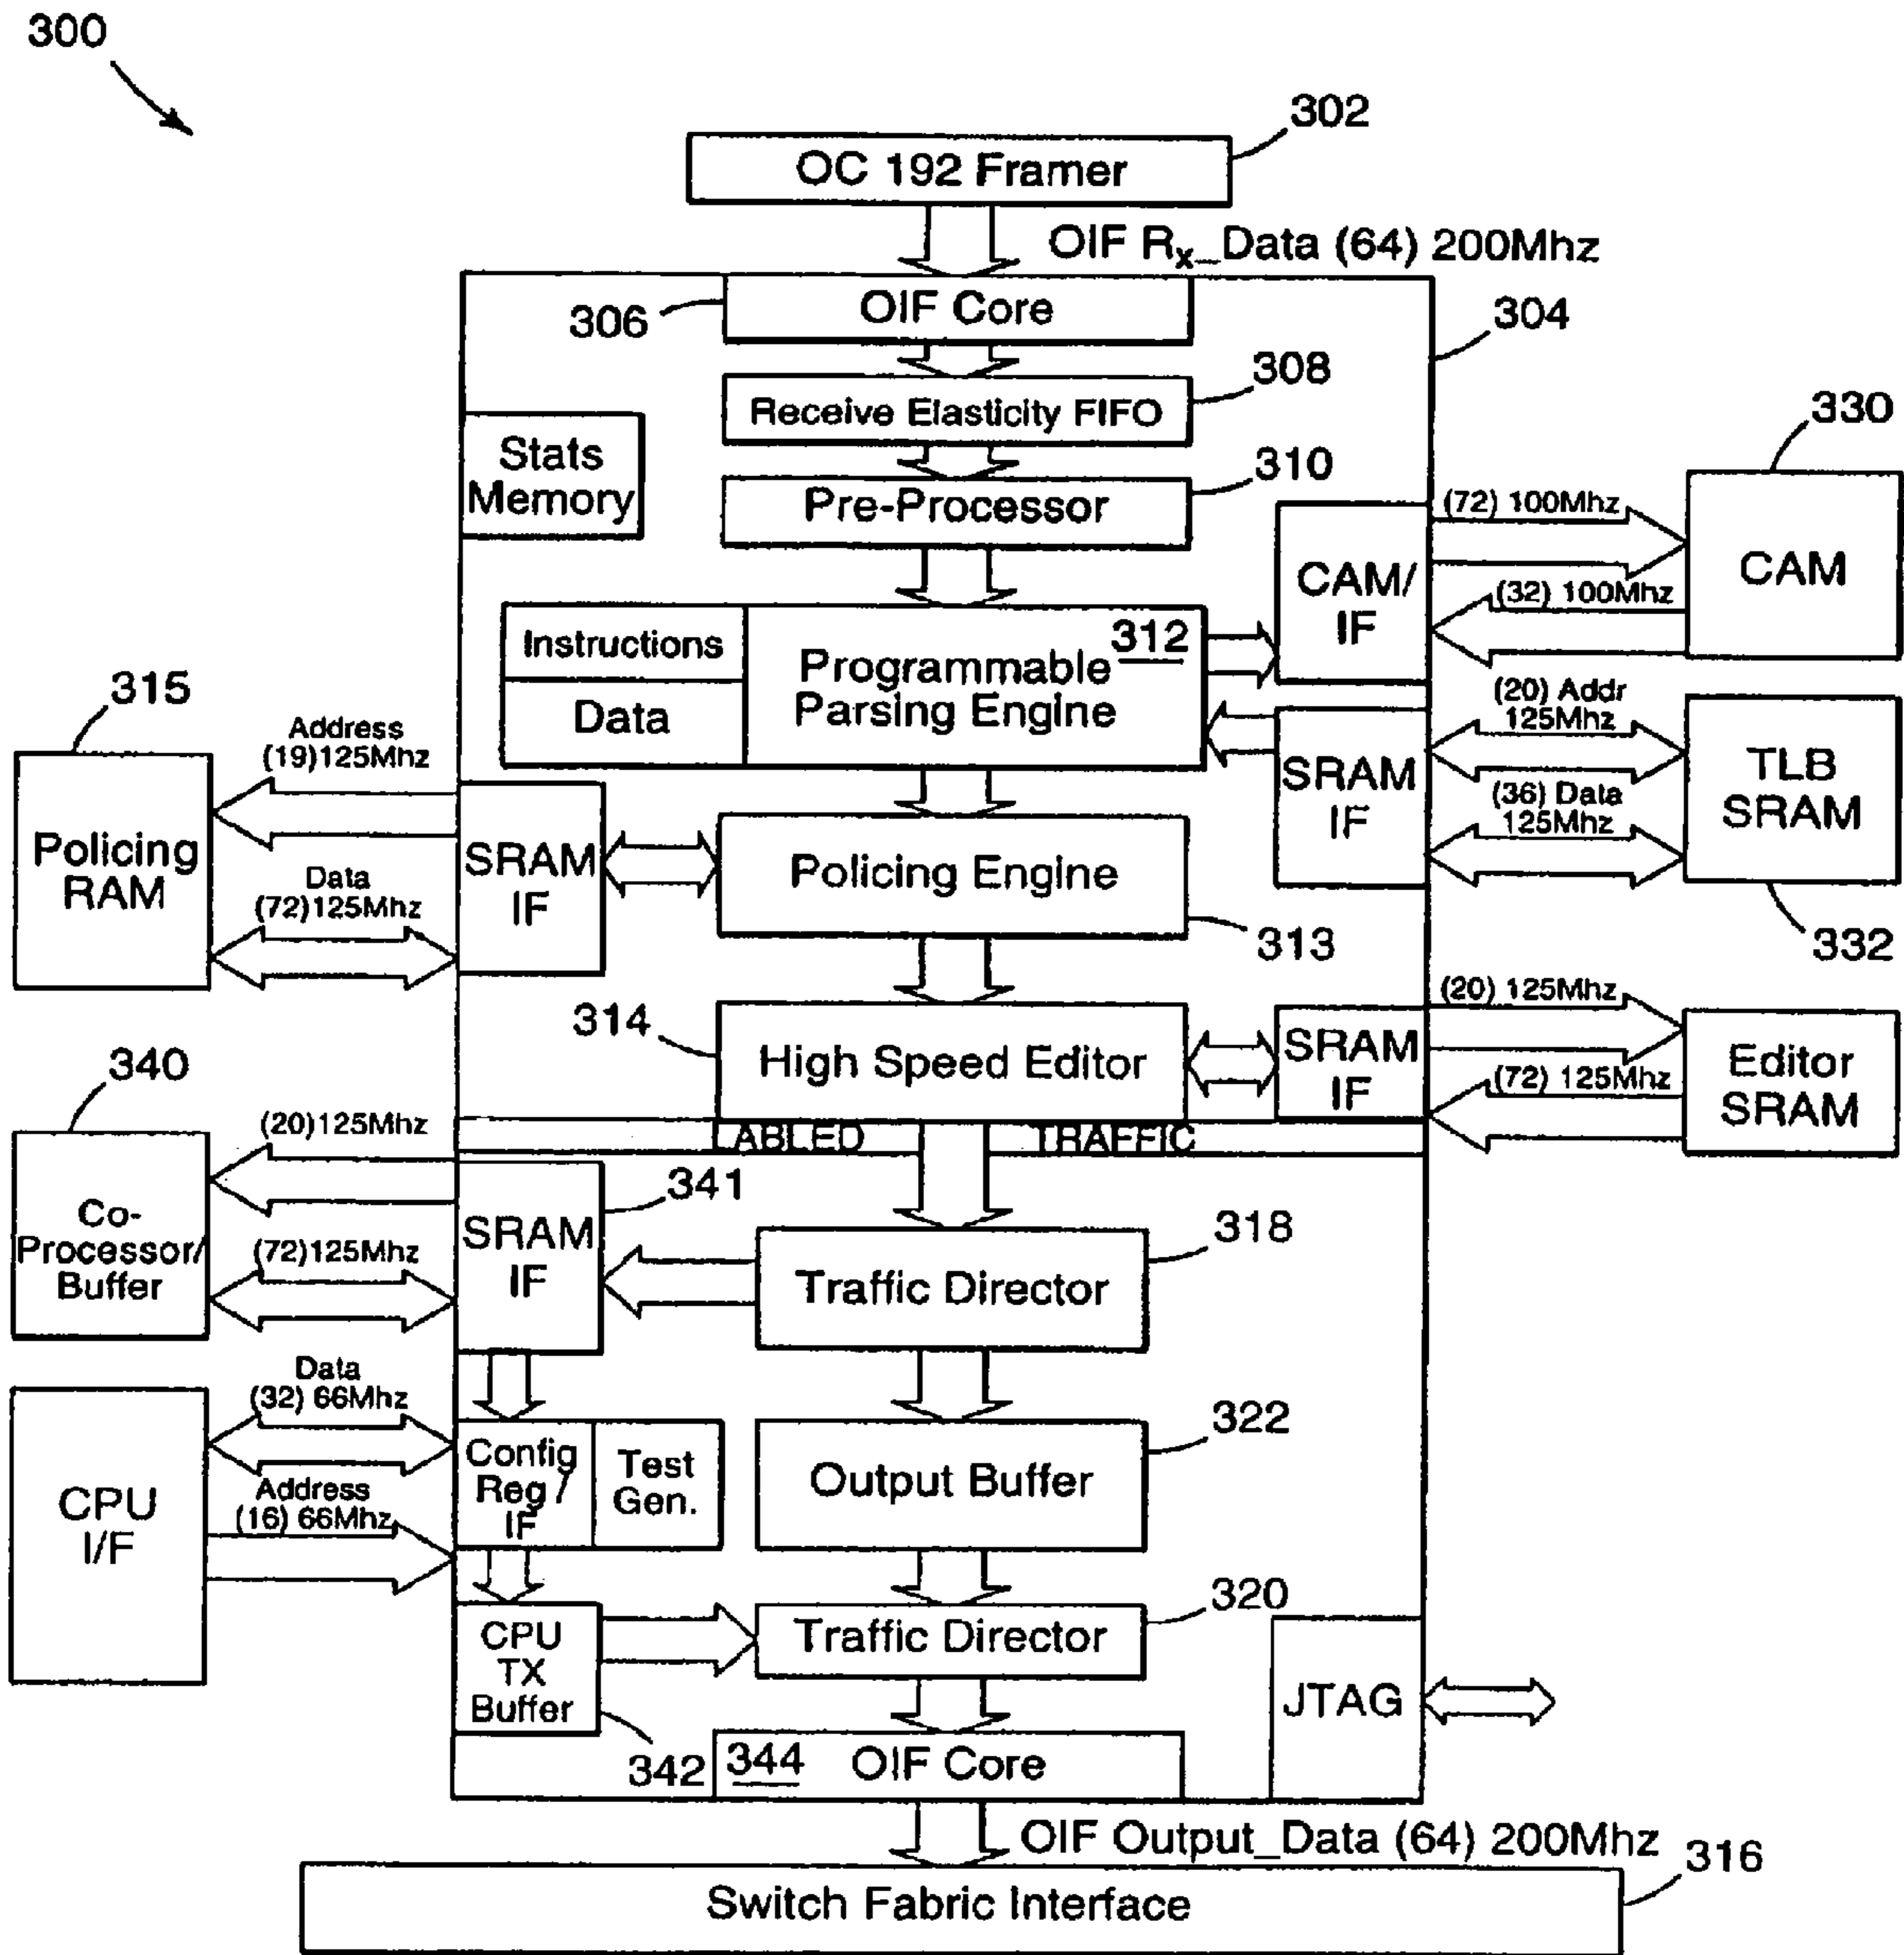 300
302
OC 192 Framer
OIF Rx_Data (64) 200Mhz
OIF Core
306
304
308
Receive Elasticity FIFO
Stats
Memory
310
Pre-Processor
330
(72) 100Mhz
CAM/
IF
CAM
(32) 100Mhz
Instructions
Data
312
Programmable
Parsing Engine
315
Address
(19)125Mhz
Policing
RAM
Data
(72)125Mhz
SRAM
IF
Policing Engine
313
SRAM
IF
(20) Addr
125Mhz
(36) Data
125Mhz
TLB
SRAM
332
314
High Speed Editor
SRAM
IF
(20) 125Mhz
(72) 125Mhz
Editor
SRAM
LABLED TRAFFIC
340
(20)125Mhz
Co-
Processor/
Buffer
(72)125Mhz
341
SRAM
IF
318
Traffic Director
Data
(32) 66Mhz
CPU
I/F
Address
(16) 66Mhz
Config
Reg /
IF
Test
Gen.
322
Output Buffer
320
CPU
TX
Buffer
Traffic Director
342
JTAG
344 OIF Core
OIF Output_Data (64) 200Mhz
316
Switch Fabric Interface